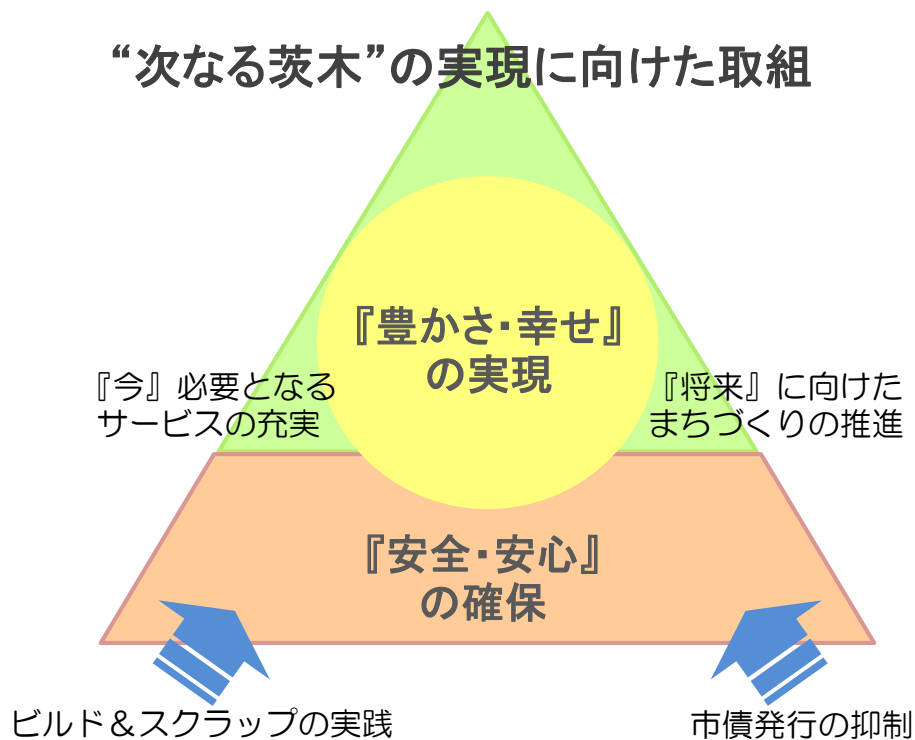 “次なる茨木”の実現に向けた取組
『豊かさ・幸せ』
の実現
『今』必要となる
サービスの充実
『将来』に向けた
まちづくりの推進
『安全・安心』
の確保
ビルド＆スクラップの実践
市債発行の抑制